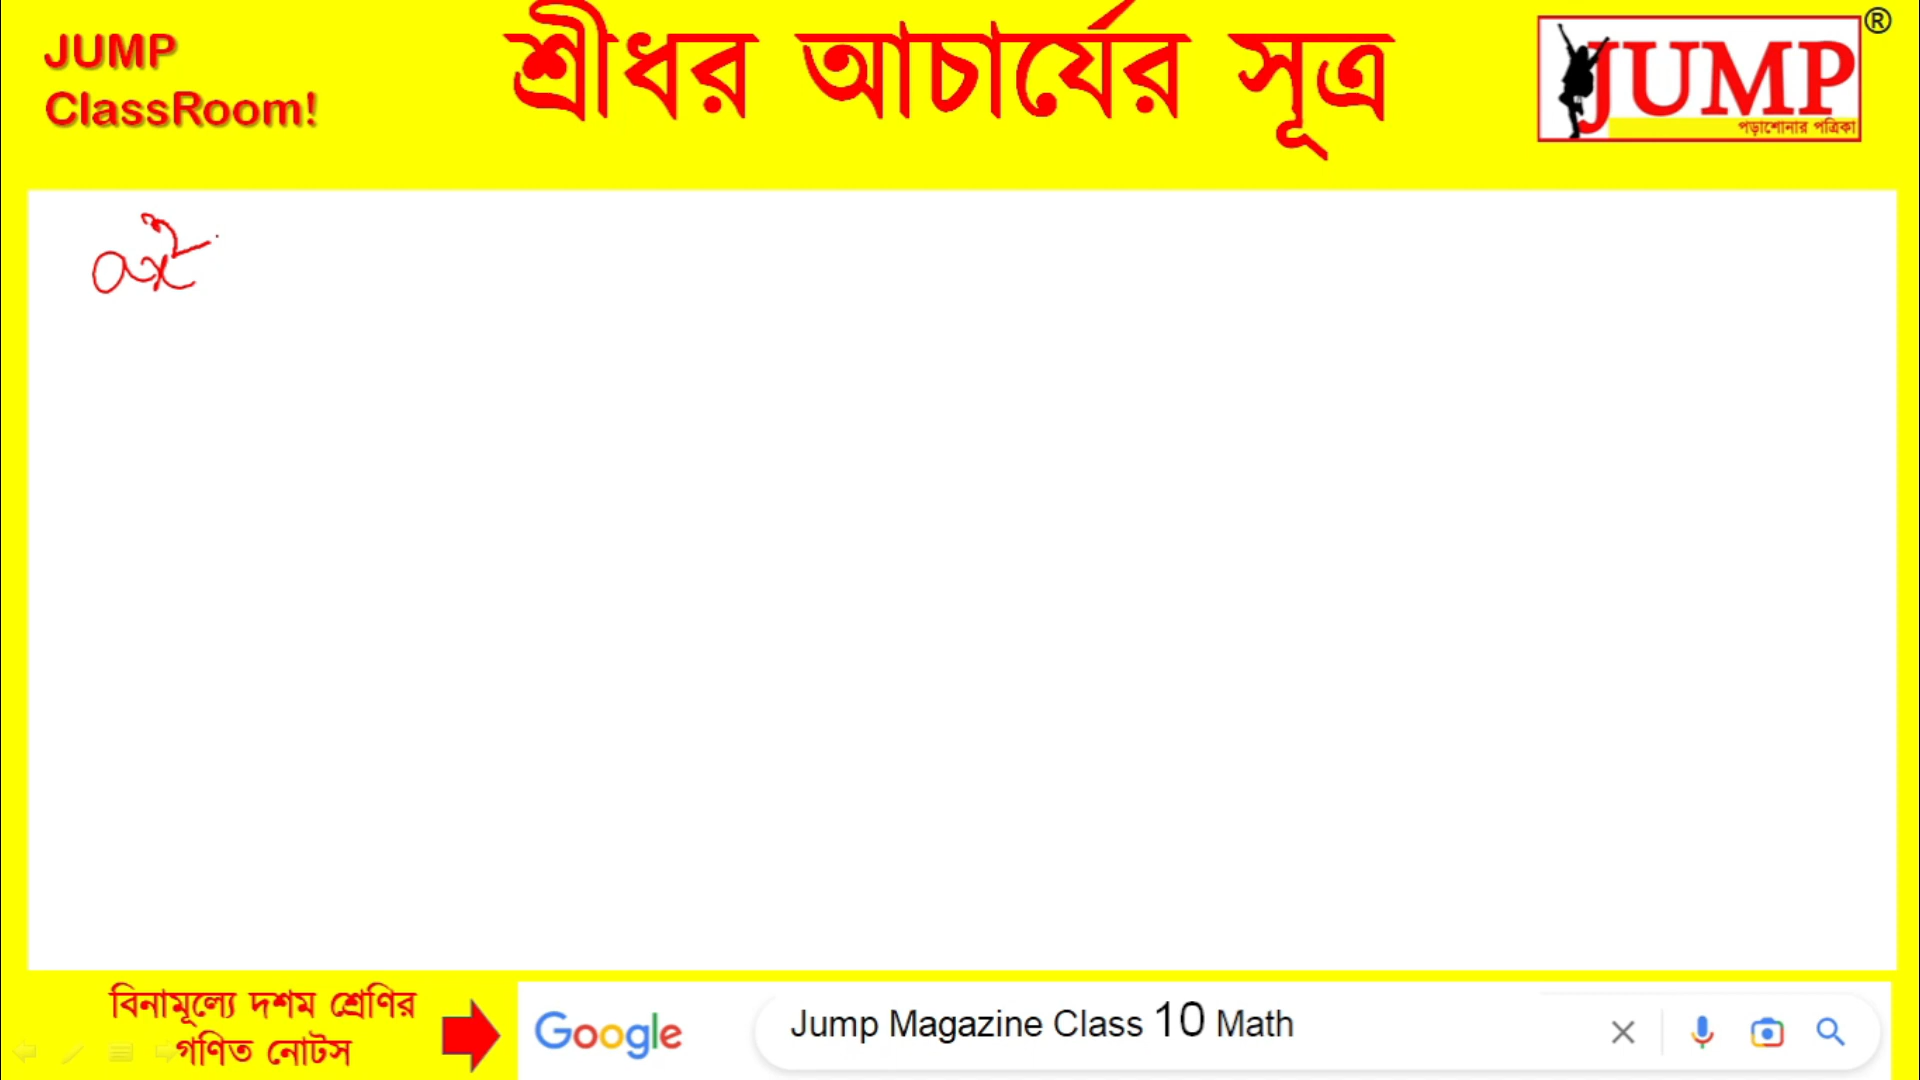 JUMP
ClassRoom!
শ্রীধর আচার্যের সূত্র
JUMP ®
পড়াশোনার পত্রিকা
ax²
বিনামূল্যে দশম শ্রেণির
গণিত নোটস
Google
Jump Magazine Class 10 Math